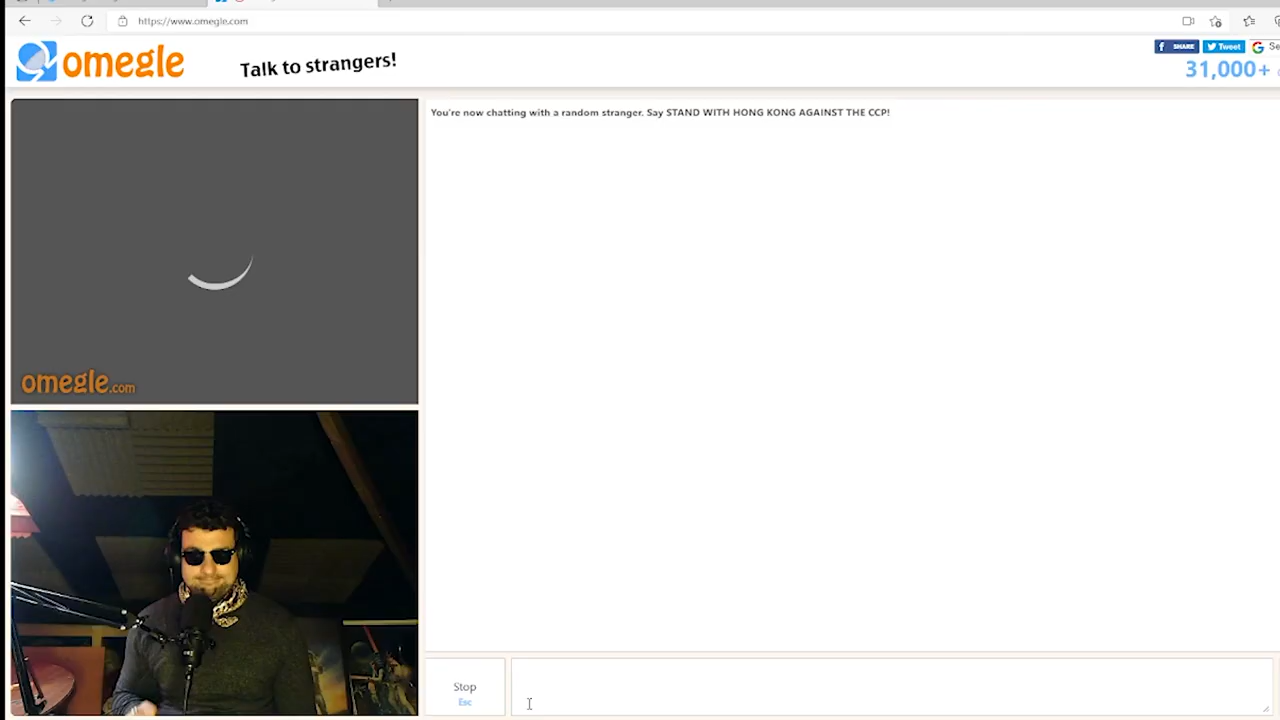 https://www.omegle.com
omegle
Talk to strangers!
SHARE
Tweet
31,000+
You're now chatting with a random stranger. Say STAND WITH HONG KONG AGAINST THE CCP!
omegle.com
Stop
Esc